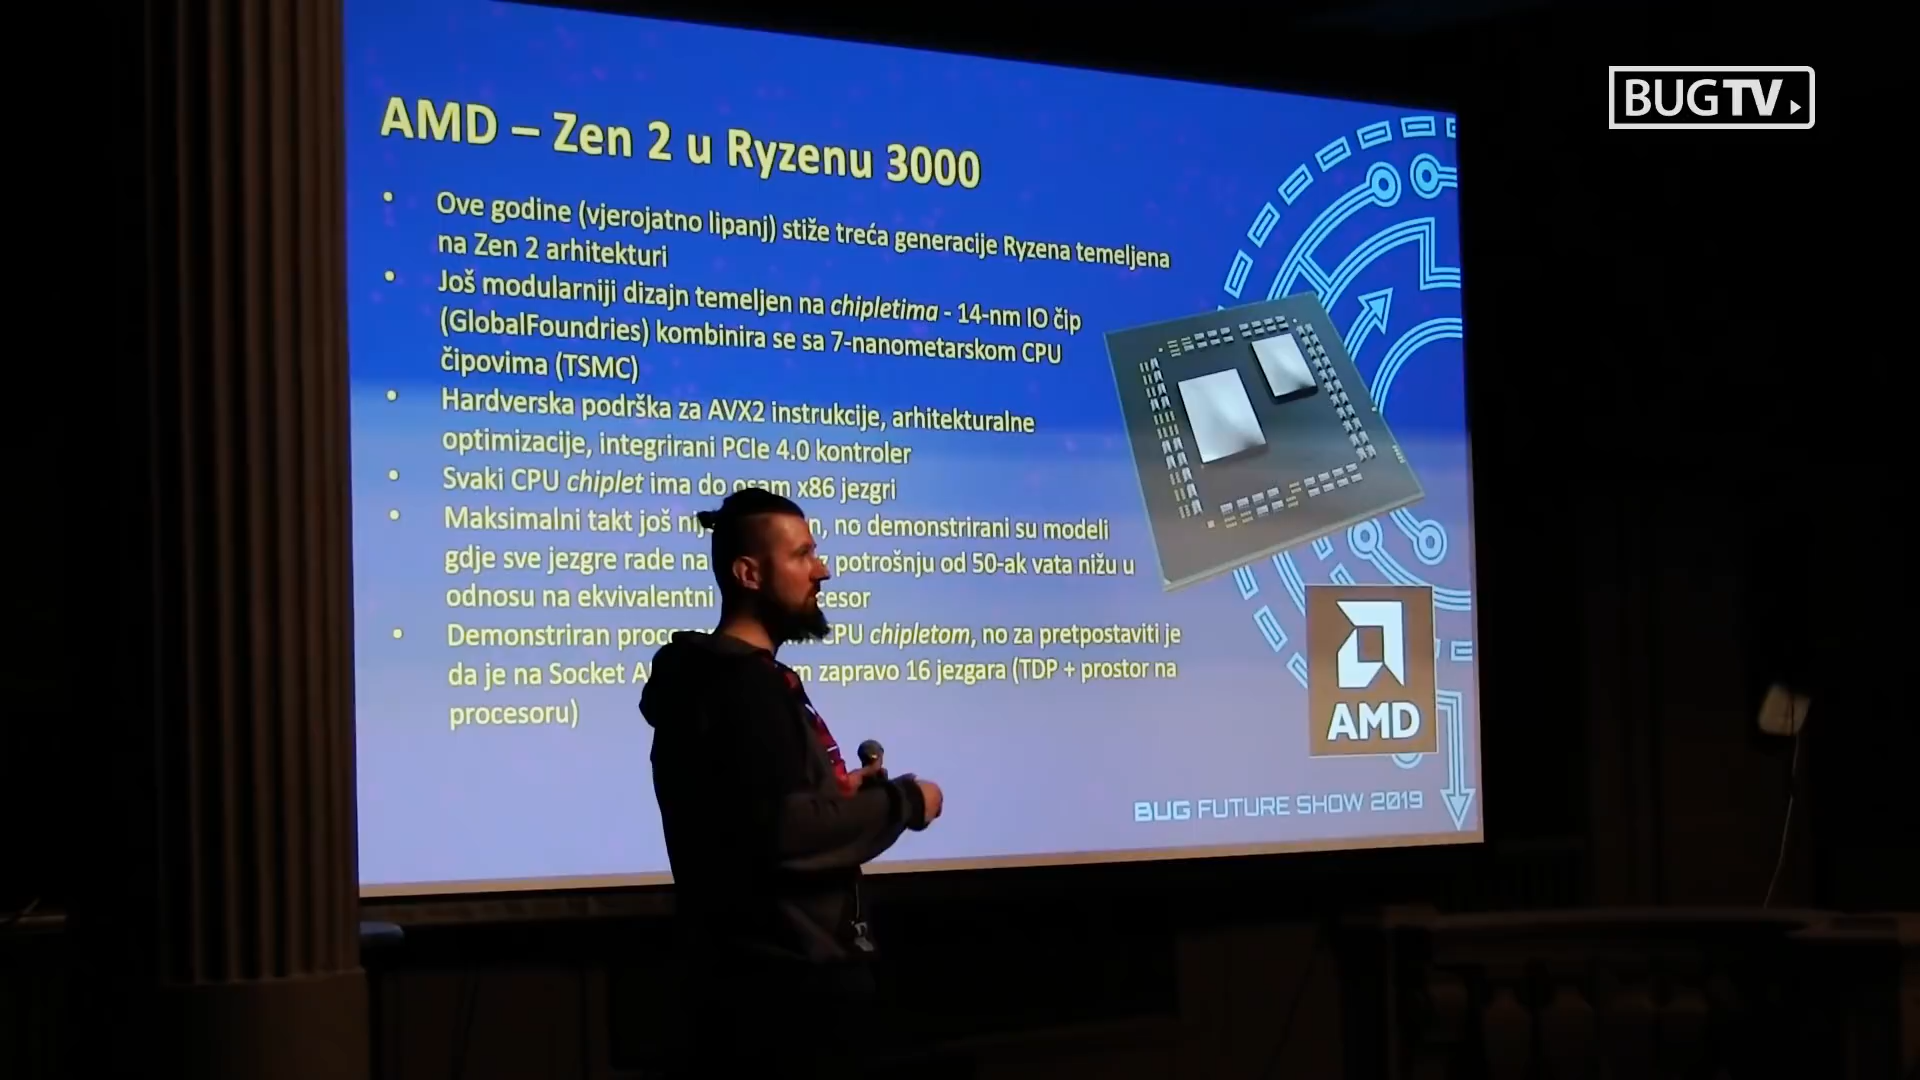 BUGTV
AMD – Zen 2 u Ryzenu 3000
• Ove godine (vjerojatno lipanj) stiže treća generacije Ryzena temeljena
na Zen 2 arhitekturi
• Još modularniji dizajn temeljen na chipletima - 14-nm IO čip
(GlobalFoundries) kombinira se sa 7-nanometarskom CPU
čipovima (TSMC)
• Hardverska podrška za AVX2 instrukcije, arhitekturalne
optimizacije, integrirani PCIe 4.0 kontroler
• Svaki CPU chiplet ima do osam x86 jezgri
• Maksimalni takt još no demonstrirani su modeli
gdje sve jezgre rade na potrošnju od 50-ak vata nižu u
odnosu na ekvivalentni
• Demonstriran CPU chipletom, no za pretpostaviti je
da je na Socket zapravo 16 jezgara (TDP + prostor na
procesoru)
AMD
BUG FUTURE SHOW 2019